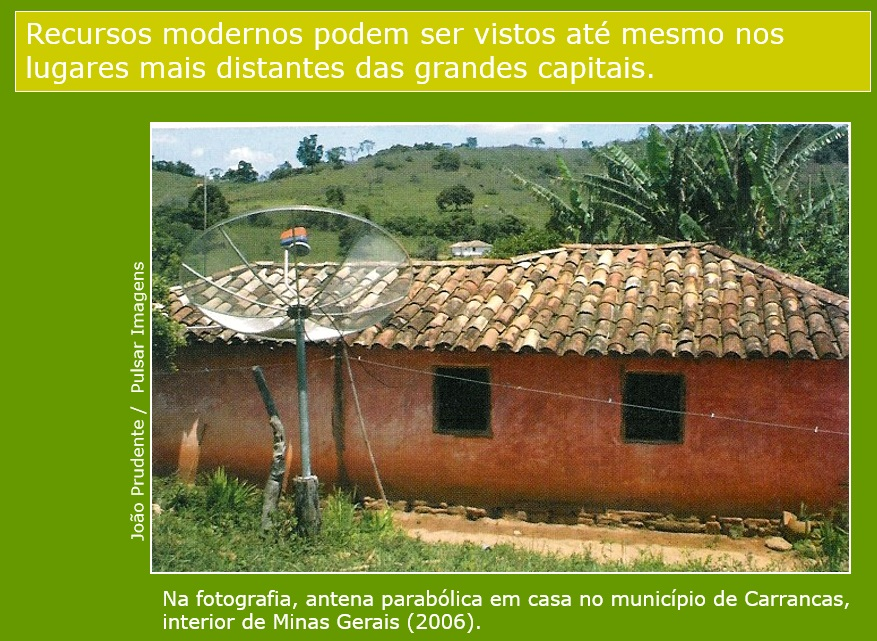 Recursos modernos podem ser vistos até mesmo nos
lugares mais distantes das grandes capitais.
João Prudente / Pulsar Imagens
Na fotografia, antena parabólica em casa no município de Carrancas,
interior de Minas Gerais (2006).